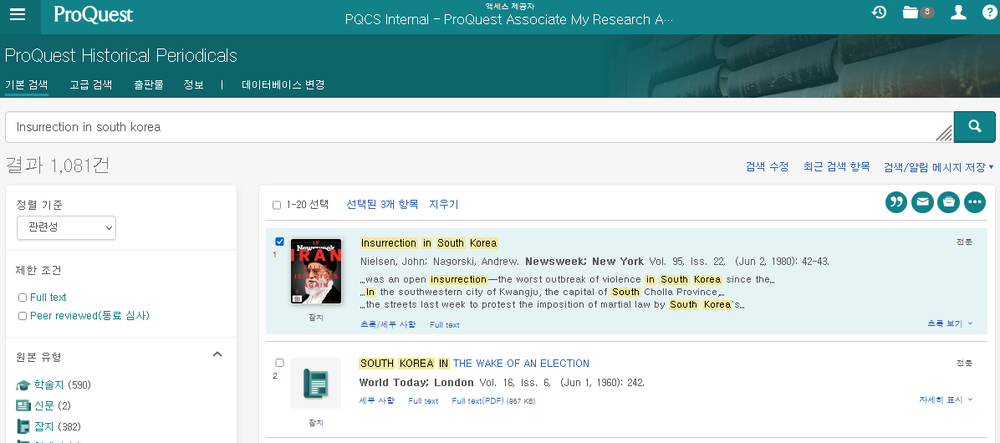 액세스 제공자
ProQuest
PQCS Internal – ProQuest Associate My Research A…
6
?
ProQuest Historical Periodicals
기본 검색 고급 검색 출판물 정보 | 데이터베이스 변경
Insurrection in south korea
결과 1,081건
검색 수정 최근 검색 항목 검색/알림 메시지 저장 ▾
정렬 기준
관련성
제한 조건
Full text
Peer reviewed(동료 심사)
원본 유형
학술지 (590)
신문 (2)
잡지 (382)
1-20 선택 선택된 3개 항목 지우기
1
IF
Newsweek
IRAN
FALLS,
ISIS RISES
AGAIN
잡지
Insurrection in South Korea
전문
Nielsen, John; Nagorski, Andrew. Newsweek; New York Vol. 95, Iss. 22, (Jun 2, 1980): 42-43.
…was an open insurrection—the worst outbreak of violence in South Korea since the…
…In the southwestern city of Kwangju, the capital of South Cholla Province,…
…the streets last week to protest the imposition of martial law by South Korea's…
초록/세부 사항 Full text
초록 보기
2
잡지
SOUTH KOREA IN THE WAKE OF AN ELECTION
전문
World Today; London Vol. 16, Iss. 6, (Jun 1, 1960): 242.
세부 사항 Full text Full text(PDF) (957 KB)
자세히 표시